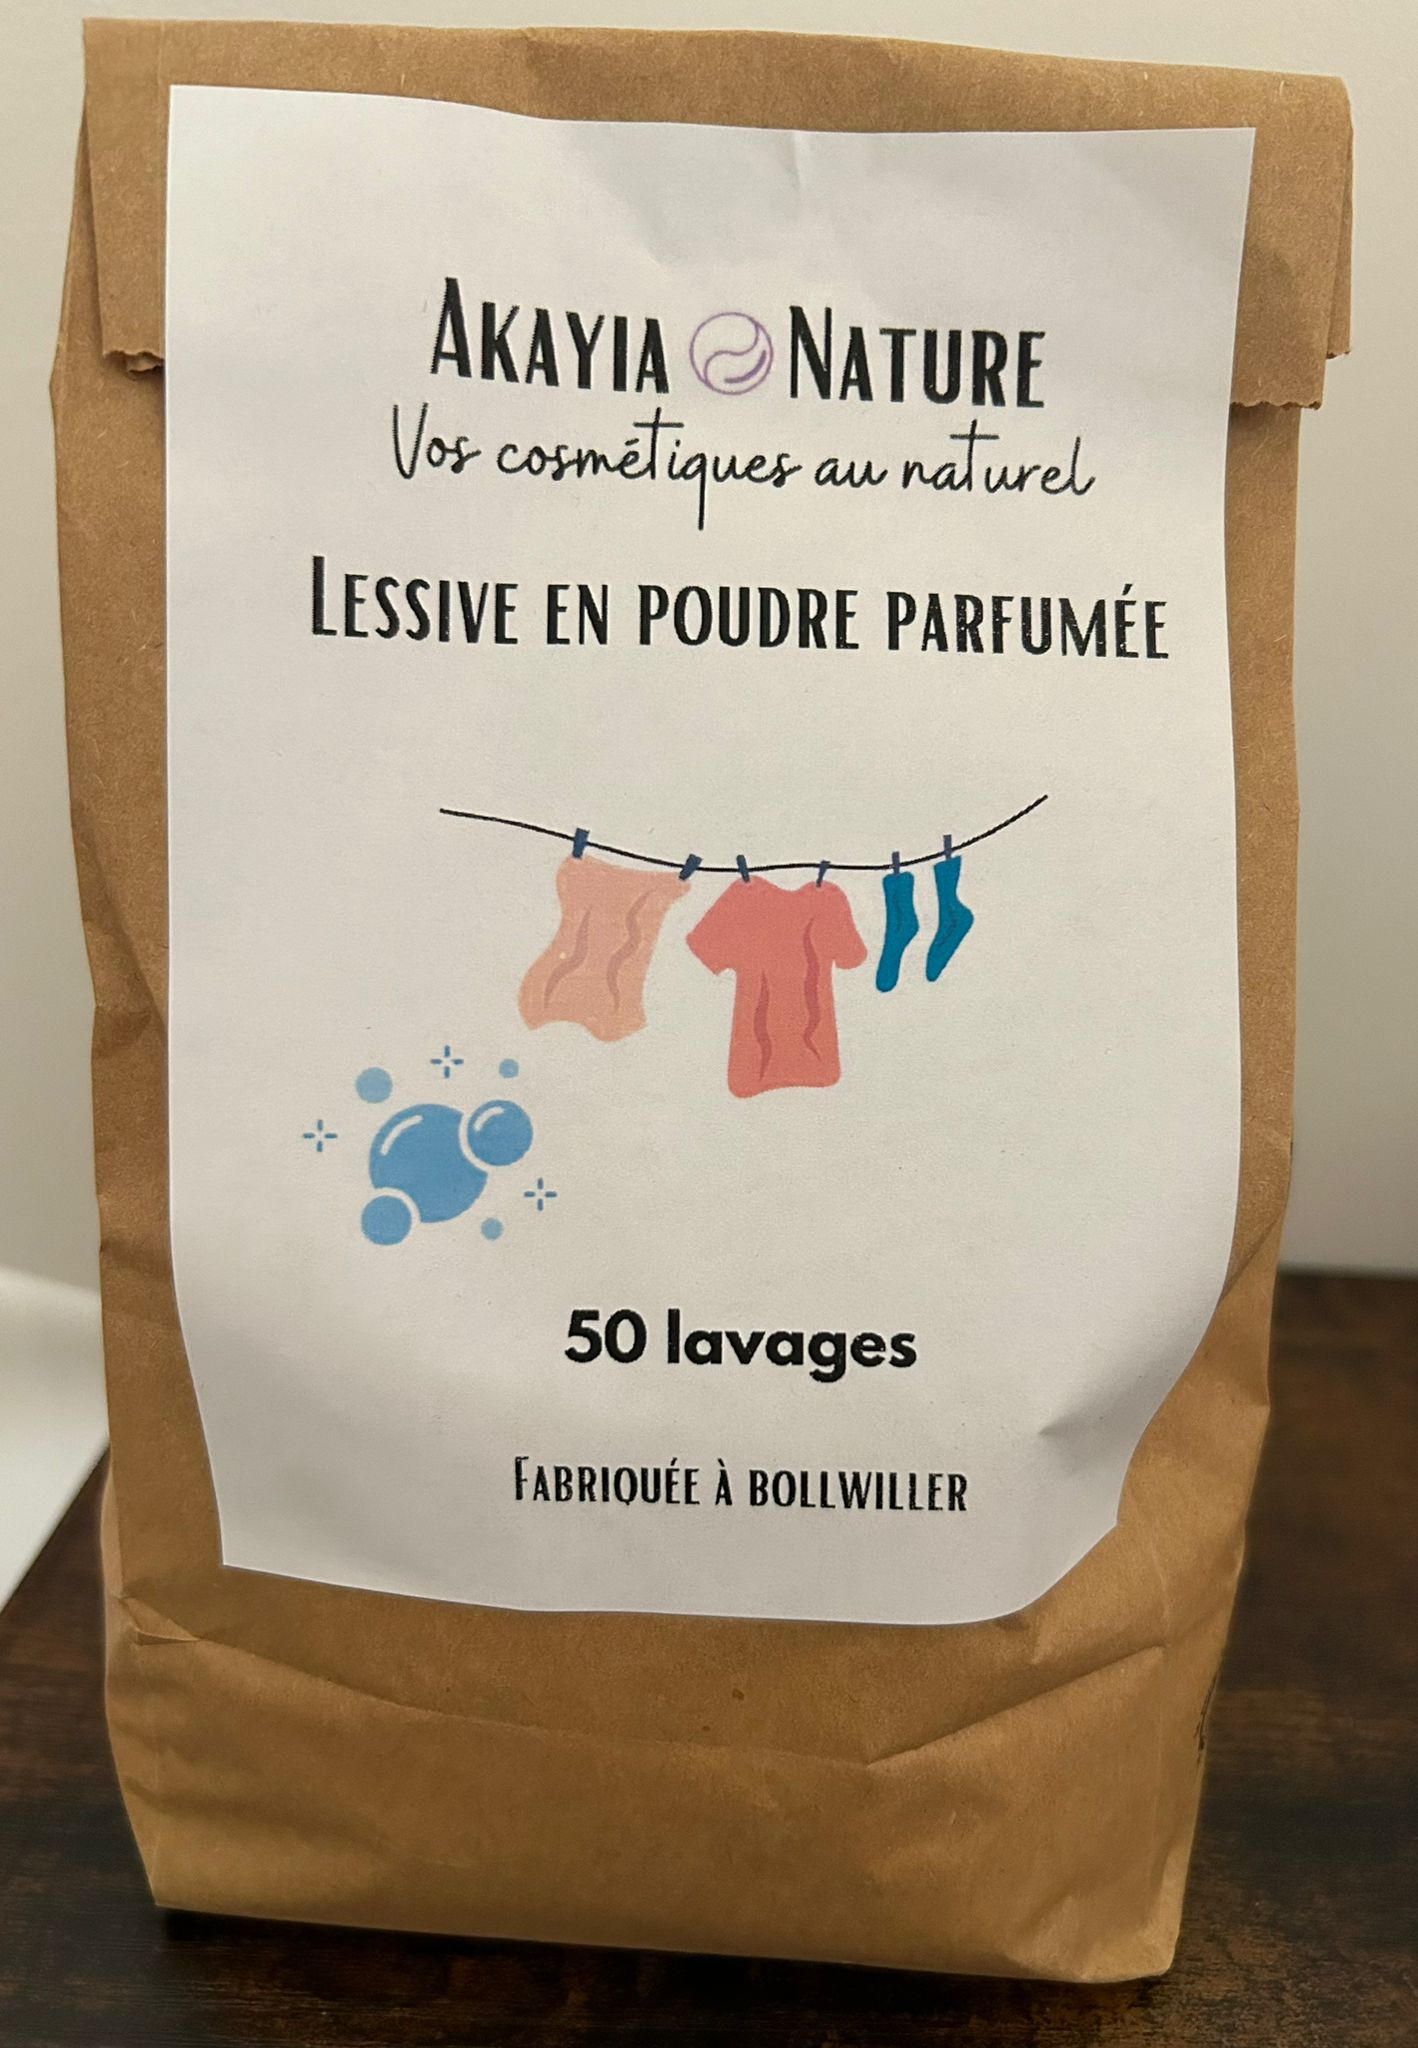 AKAYIA NATURE
Vos cosmétiques au naturel
LESSIVE EN POUDRE PARFUMÉE
50 lavages
FABRIQUÉE À BOLLWILLER